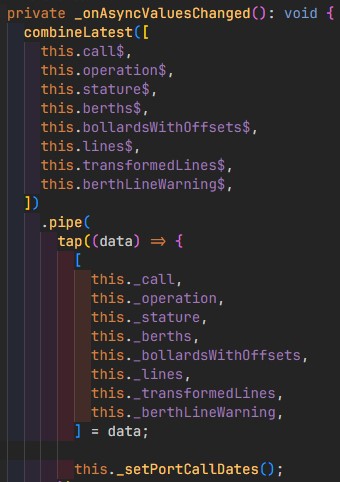 private _onAsyncValuesChanged(): void {
combineLatest([
this.call$,
this.operation$,
this.stature$,
this.berths$,
this.bollardsWithOffsets$,
this.lines$,
this.transformedLines$,
this.berthLineWarning$,
])
.pipe(
tap((data) => {
[
this._call,
this._operation,
this._stature,
this._berths,
this._bollardsWithOffsets,
this._lines,
this._transformedLines,
this._berthLineWarning,
] = data;
this._setPortCallDates();